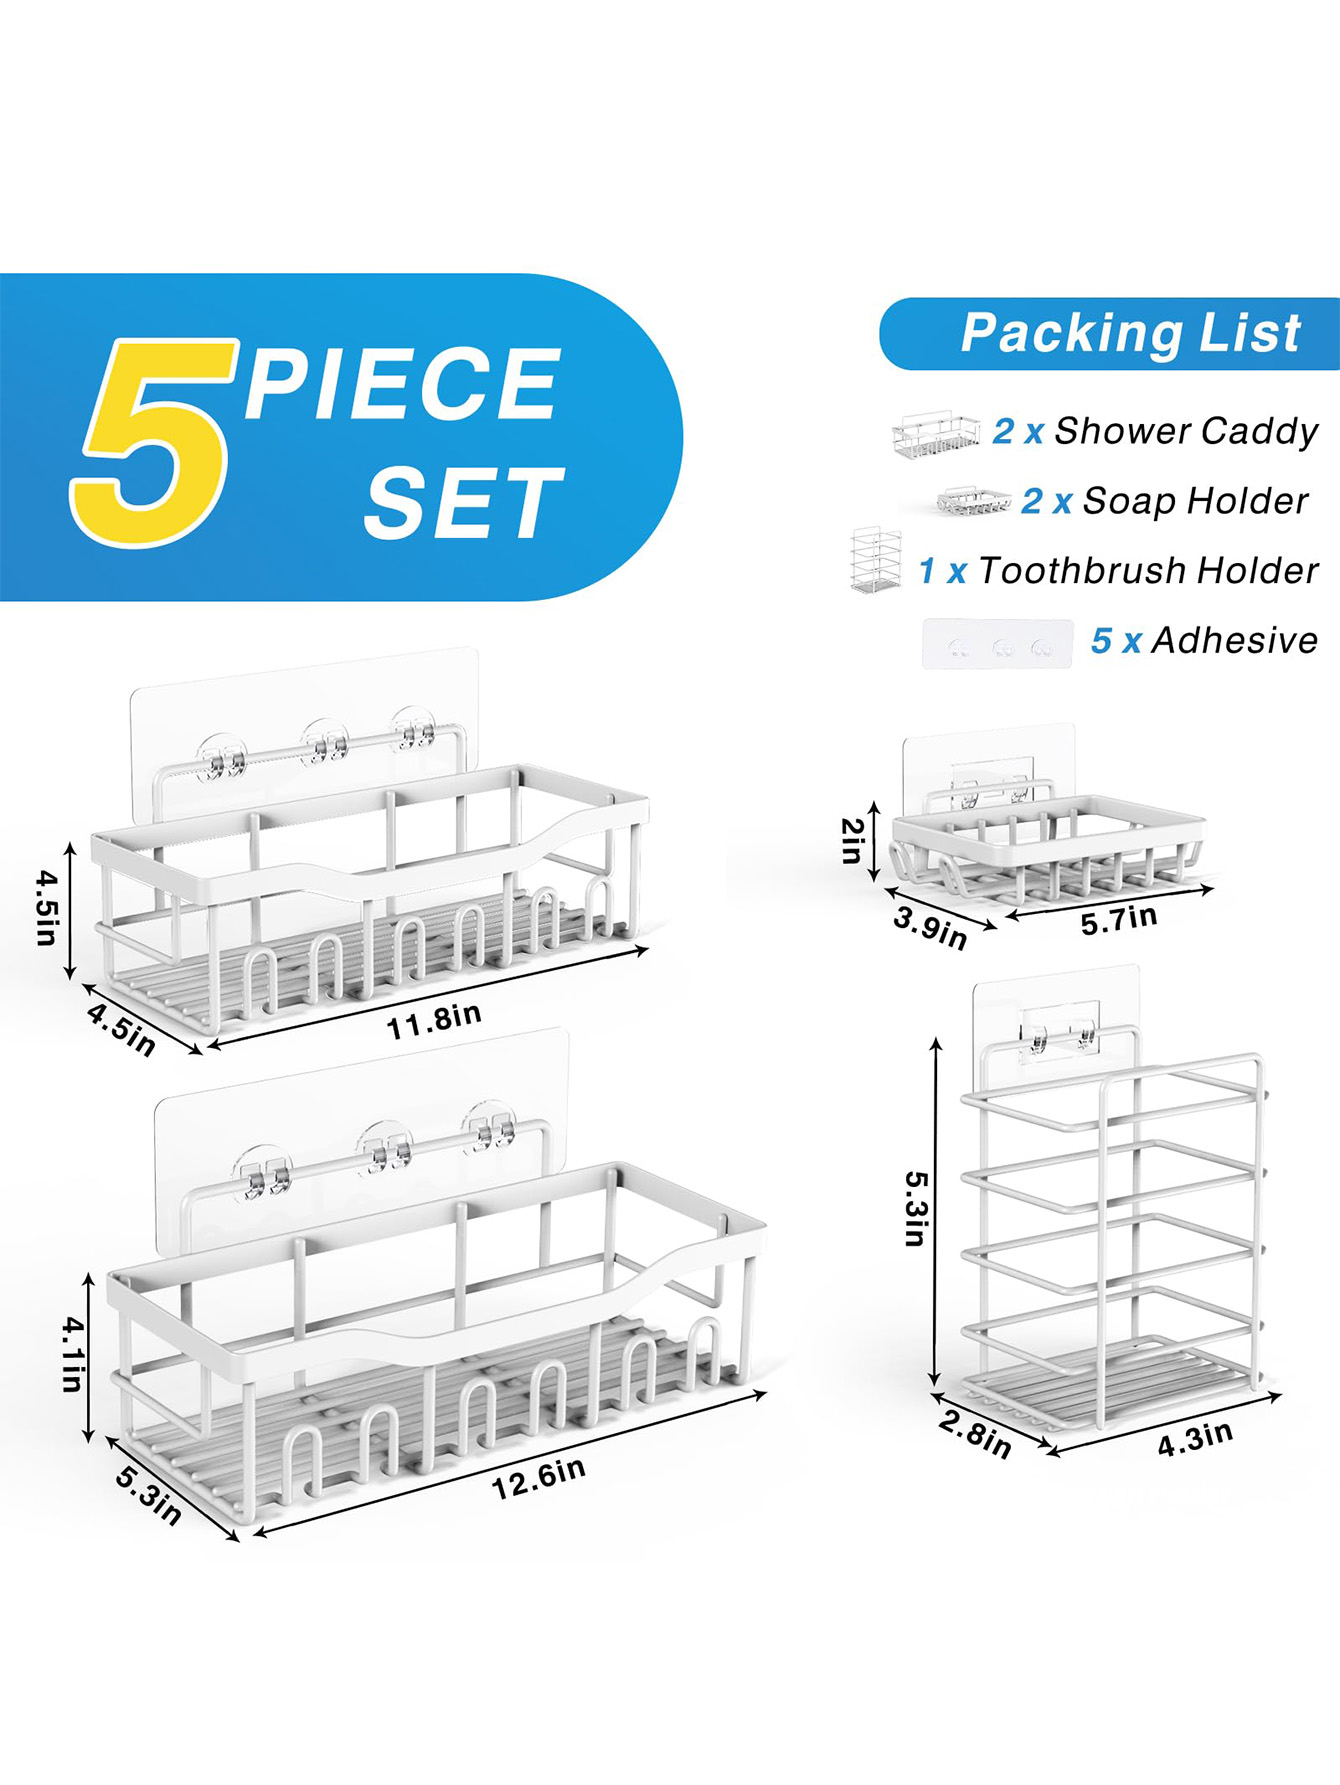 5 PIECE
SET
Packing List
2 x Shower Caddy
2 x Soap Holder
1 x Toothbrush Holder
5 x Adhesive
4.5in
4.5in
11.8in
2in
3.9in
5.7in
4.1in
5.3in
12.6in
5.3in
2.8in
4.3in